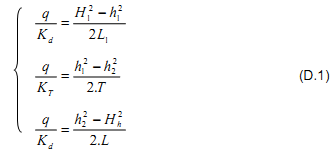 q/K_d = (H_1^2 − h_1^2)/(2L_1)
q/K_T = (h_1^2 − h_2^2)/(2.T) (D.1)
q/K_d = (h_2^2 − H_h^2)/(2.L)